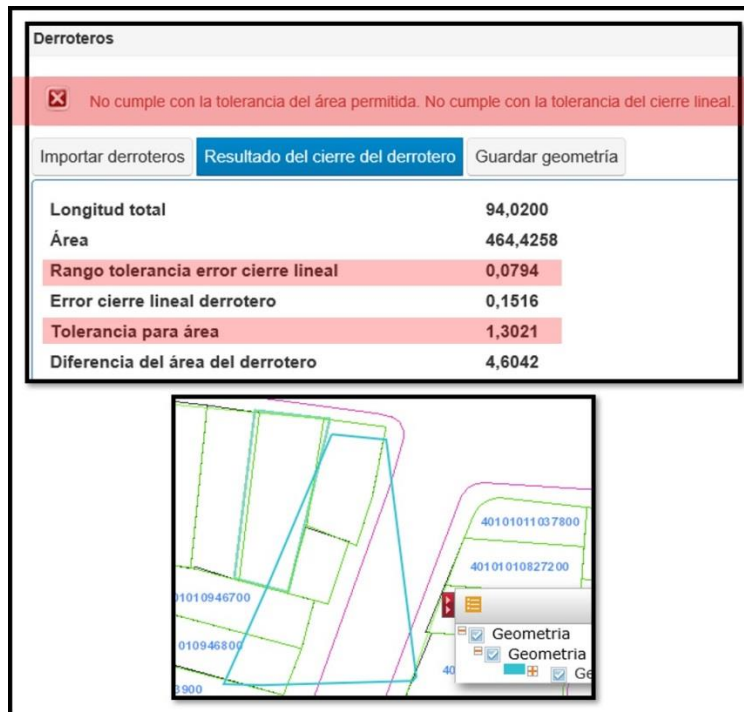 Derroteros
No cumple con la tolerancia del área permitida. No cumple con la tolerancia del cierre lineal.
Importar derroteros Resultado del cierre del derrotero Guardar geometría
Longitud total 94,0200
Área 464,4258
Rango tolerancia error cierre lineal 0,0794
Error cierre lineal derrotero 0,1516
Tolerancia para área 1,3021
Diferencia del área del derrotero 4,6042
40101011037800
40101010827200
01010946700
010946800
3900
40
Geometria
Geometria
Ge